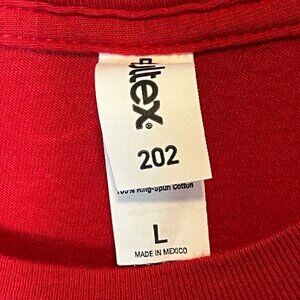 ltex
202
100% Ring-Spun Cotton
L
MADE IN MEXICO